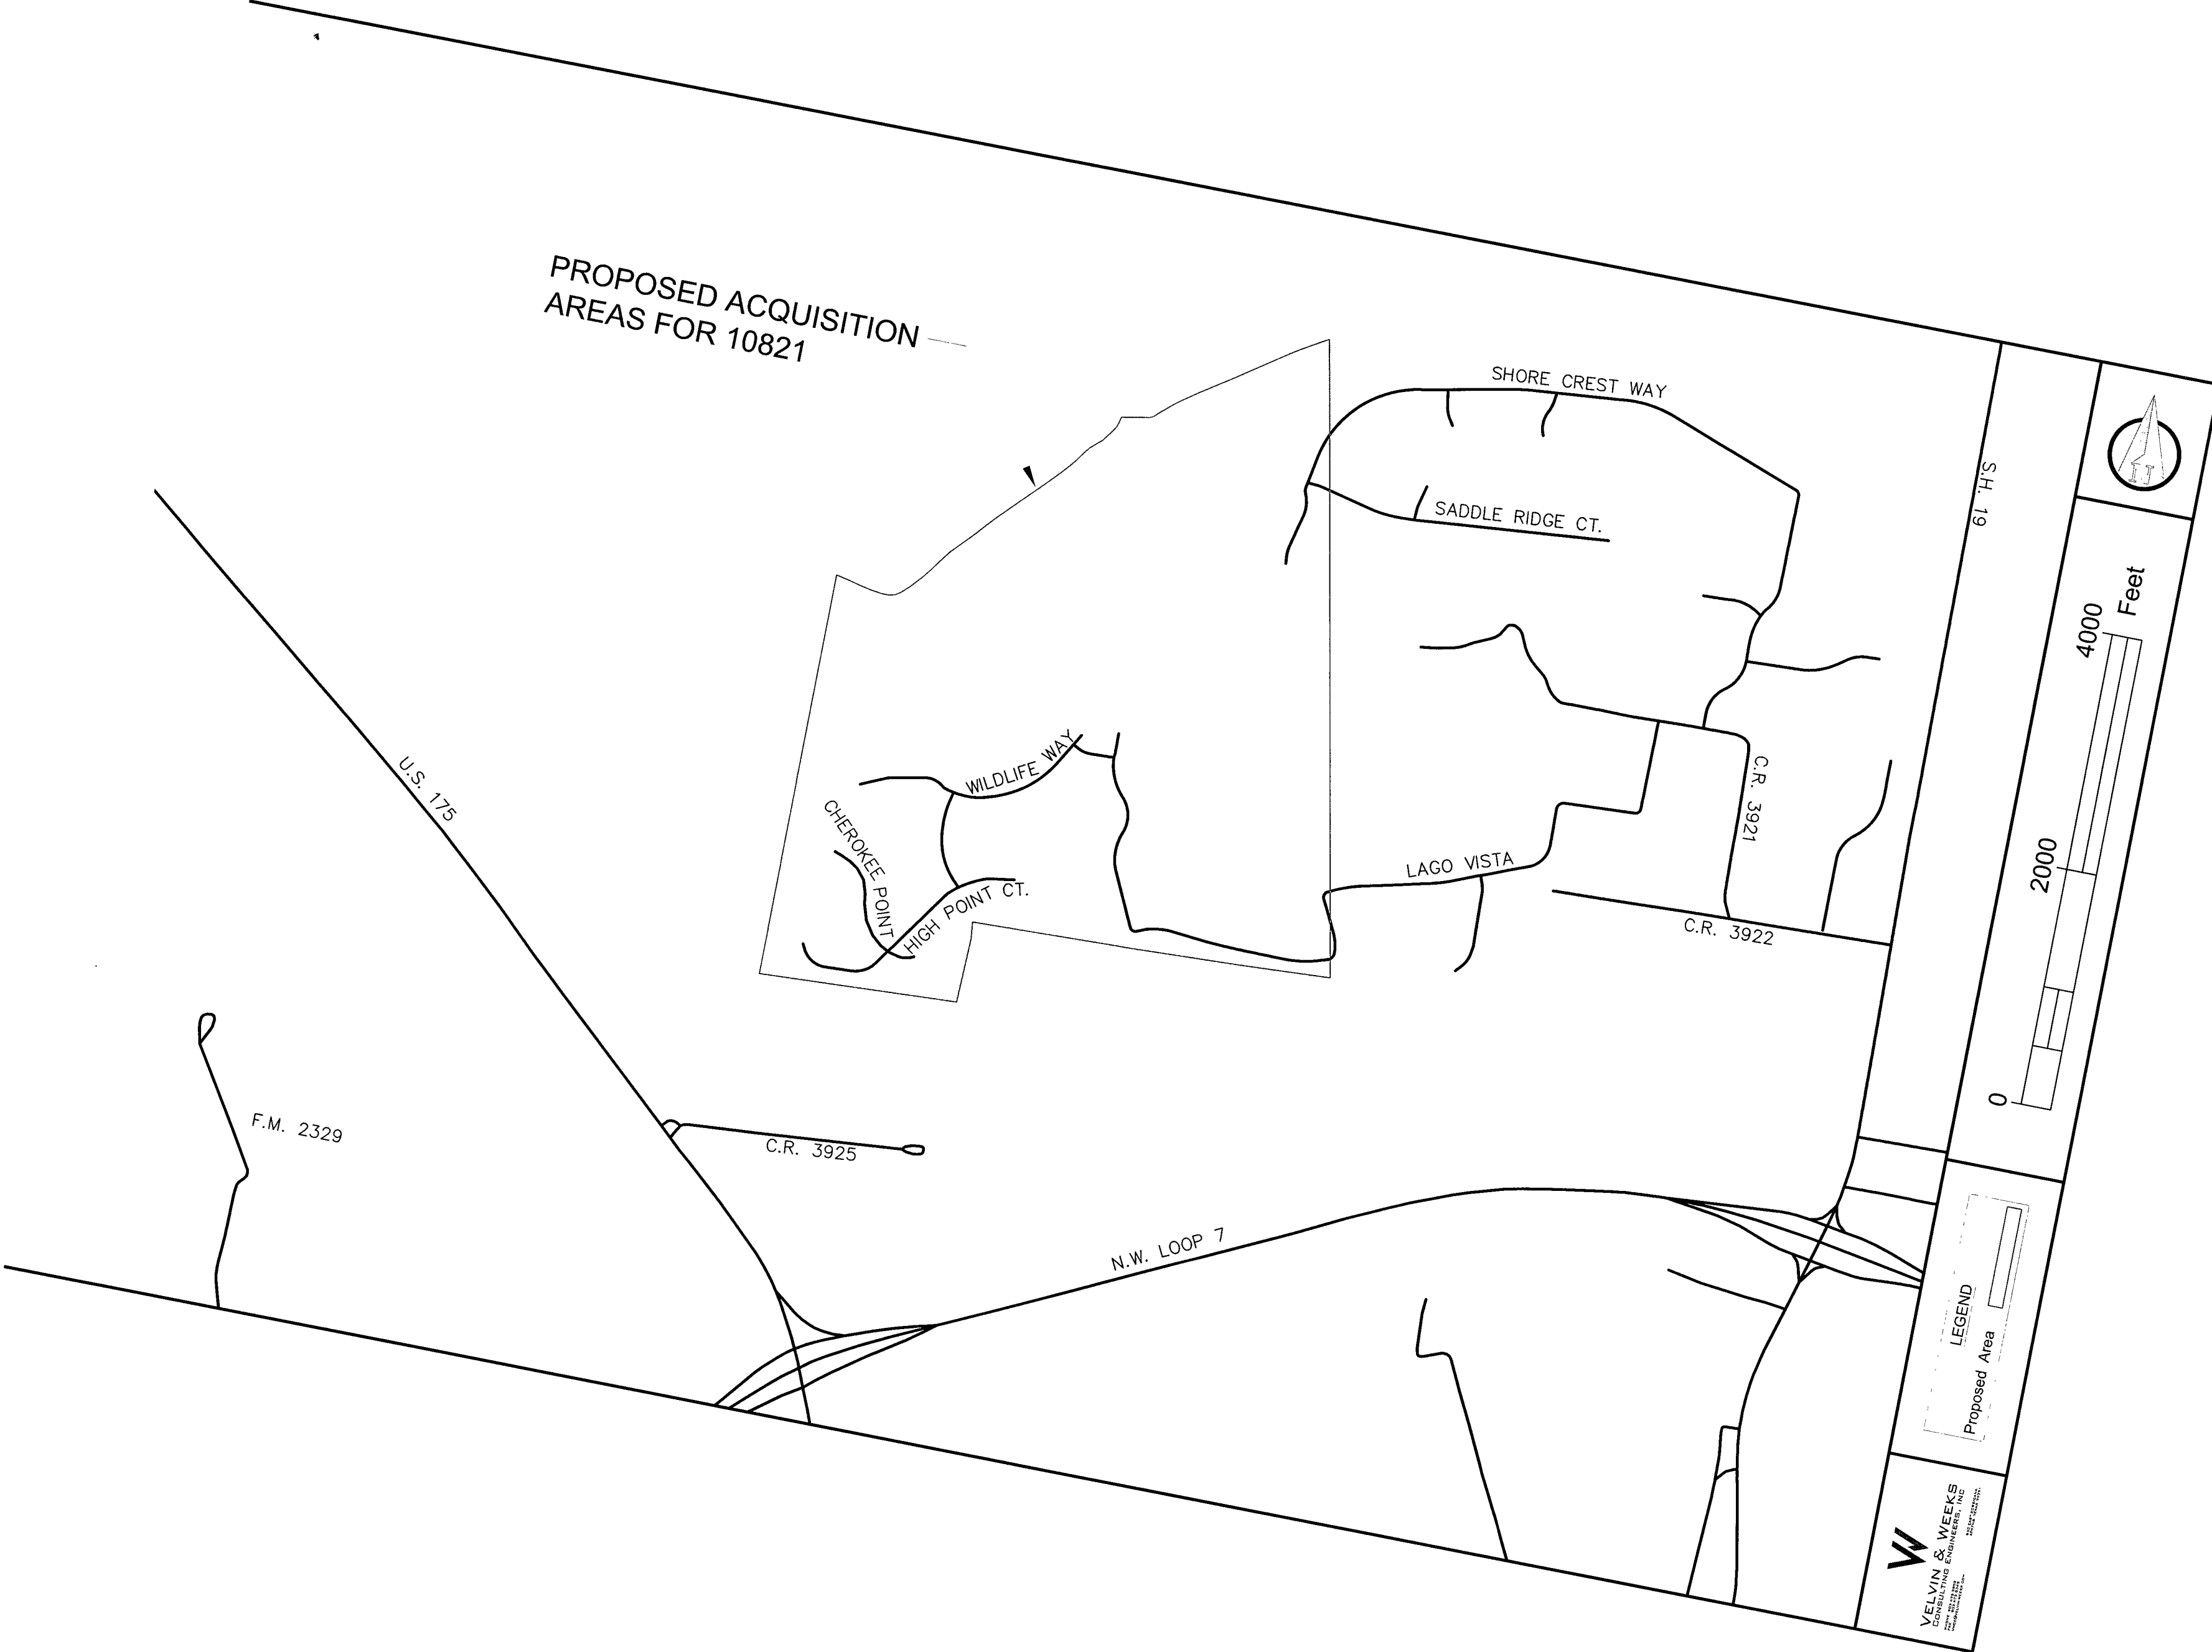 PROPOSED ACQUISITION
AREAS FOR 10821
SHORE CREST WAY
SADDLE RIDGE CT.
S.H. 19
U.S. 175
WILDLIFE WAY
CHEROKEE POINT
HIGH POINT CT.
LAGO VISTA
C.R. 3921
C.R. 3922
F.M. 2329
C.R. 3925
N.W. LOOP 7
0
2000
4000
Feet
LEGEND
Proposed Area
VELVIN & WEEKS
CONSULTING ENGINEERS, INC